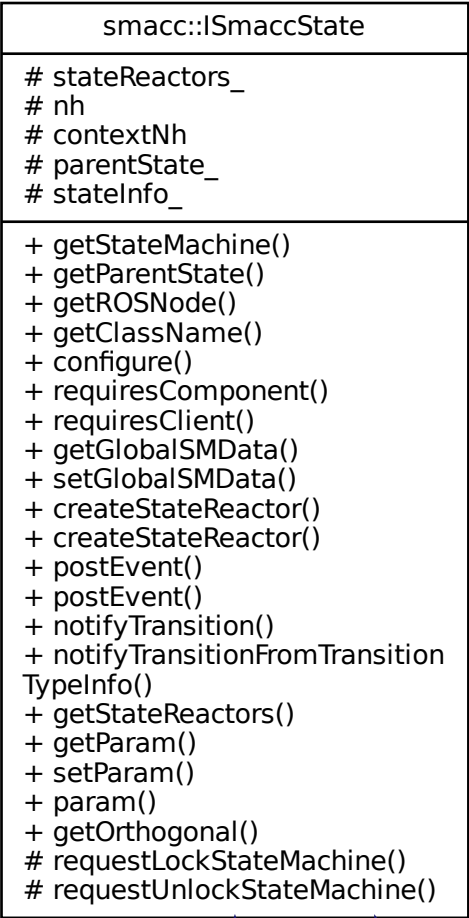 smacc::ISmaccState
# stateReactors_
# nh
# contextNh
# parentState_
# stateInfo_
+ getStateMachine()
+ getParentState()
+ getROSNode()
+ getClassName()
+ configure()
+ requiresComponent()
+ requiresClient()
+ getGlobalSMData()
+ setGlobalSMData()
+ createStateReactor()
+ createStateReactor()
+ postEvent()
+ postEvent()
+ notifyTransition()
+ notifyTransitionFromTransition
TypeInfo()
+ getStateReactors()
+ getParam()
+ setParam()
+ param()
+ getOrthogonal()
# requestLockStateMachine()
# requestUnlockStateMachine()